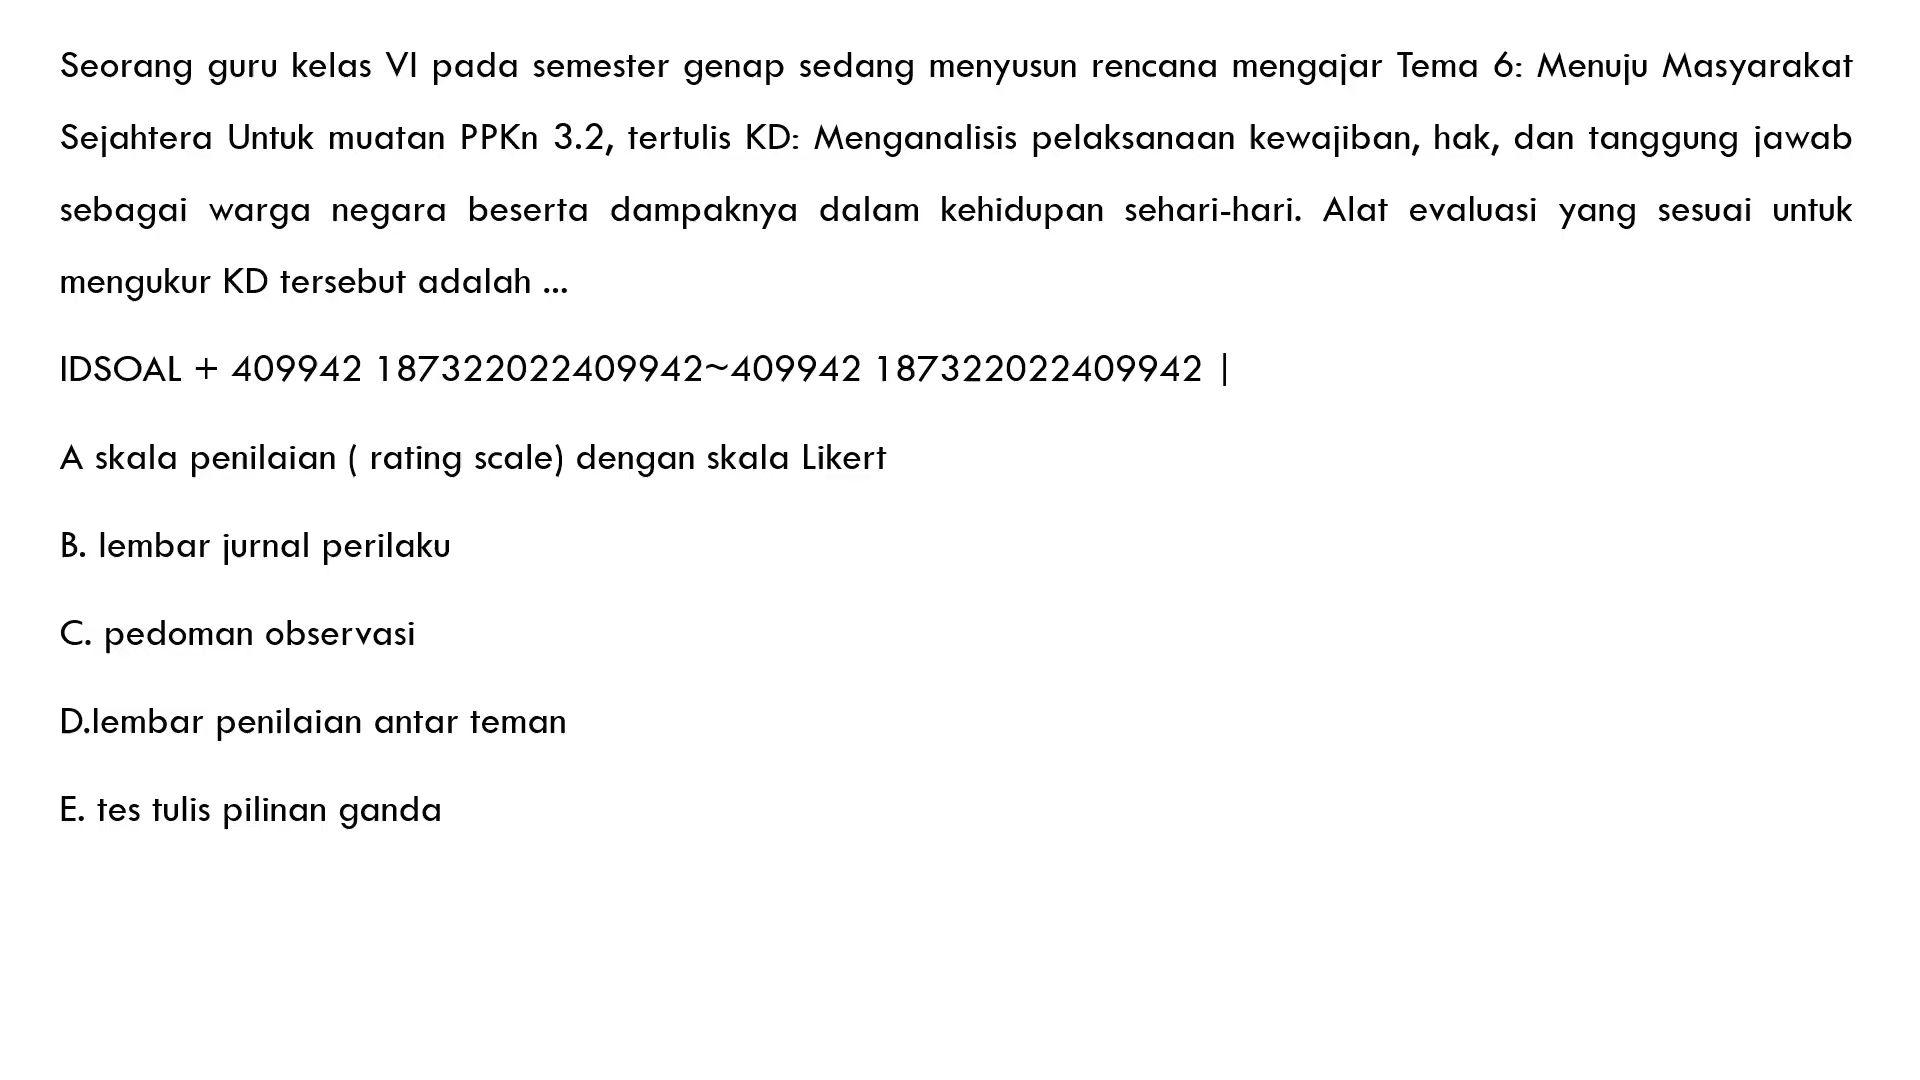 Seorang guru kelas VI pada semester genap sedang menyusun rencana mengajar Tema 6: Menuju Masyarakat
Sejahtera Untuk muatan PPKn 3.2, tertulis KD: Menganalisis pelaksanaan kewajiban, hak, dan tanggung jawab
sebagai warga negara beserta dampaknya dalam kehidupan sehari-hari. Alat evaluasi yang sesuai untuk
mengukur KD tersebut adalah ...
IDSOAL + 409942 187322022409942~409942 187322022409942 |
A skala penilaian ( rating scale) dengan skala Likert
B. lembar jurnal perilaku
C. pedoman observasi
D.lembar penilaian antar teman
E. tes tulis pilinan ganda